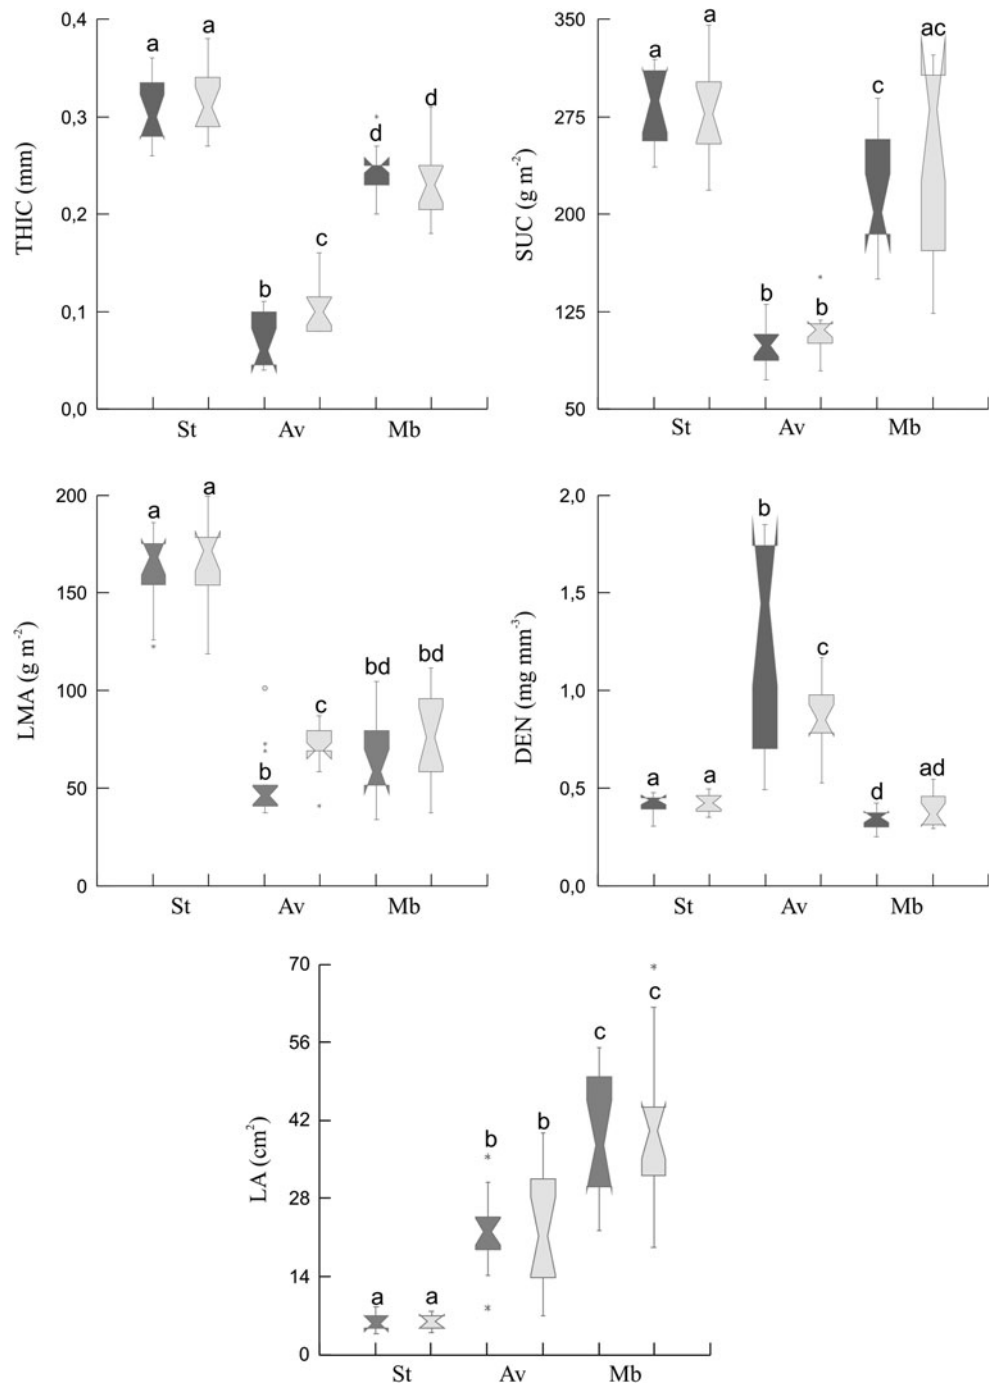 THIC (mm)
0,4
0,3
0,2
0,1
0,0
a
a
b
c
d
d
St Av Mb
SUC (g m-2)
350
275
200
125
50
a
a
b
b
c
ac
St Av Mb
LMA (g m-2)
200
150
100
50
0
a
a
b
c
bd
bd
St Av Mb
DEN (mg mm-3)
2,0
1,5
1,0
0,5
0,0
a
a
b
c
d
ad
St Av Mb
LA (cm2)
70
56
42
28
14
0
a
a
b
b
c
c
St Av Mb